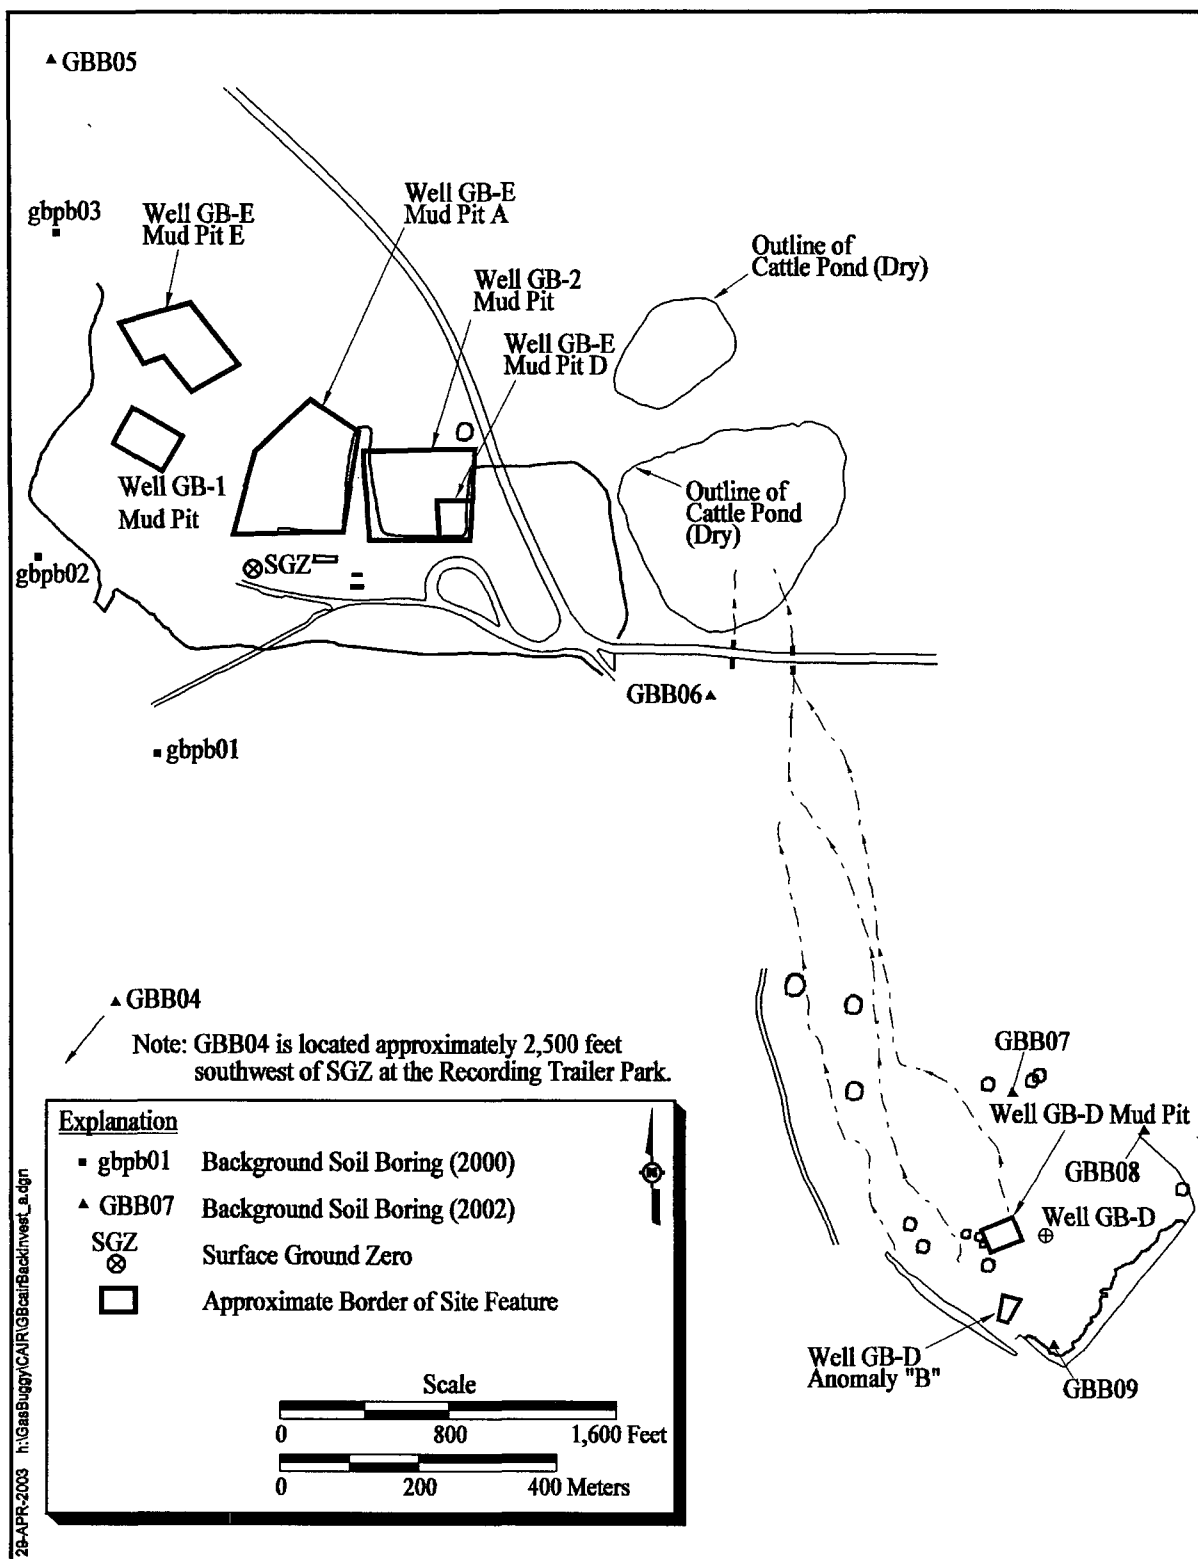 GBB05
gbpb03
Well GB-E
Mud Pit E
Well GB-E
Mud Pit A
Well GB-2
Mud Pit
Well GB-E
Mud Pit D
Outline of
Cattle Pond (Dry)
Well GB-1
Mud Pit
Outline of
Cattle Pond
(Dry)
gbpb02
SGZ
GBB06
gbpb01
GBB04
Note: GBB04 is located approximately 2,500 feet
southwest of SGZ at the Recording Trailer Park.
GBB07
Well GB-D Mud Pit
GBB08
Well GB-D
Well GB-D
Anomaly "B"
GBB09
Explanation
gbpb01 Background Soil Boring (2000)
GBB07 Background Soil Boring (2002)
SGZ
Surface Ground Zero
Approximate Border of Site Feature
N
Scale
0 800 1,600 Feet
0 200 400 Meters
29-APR-2003 h:\GasBuggy\CAIR\GBcairBackInvest_a.dgn